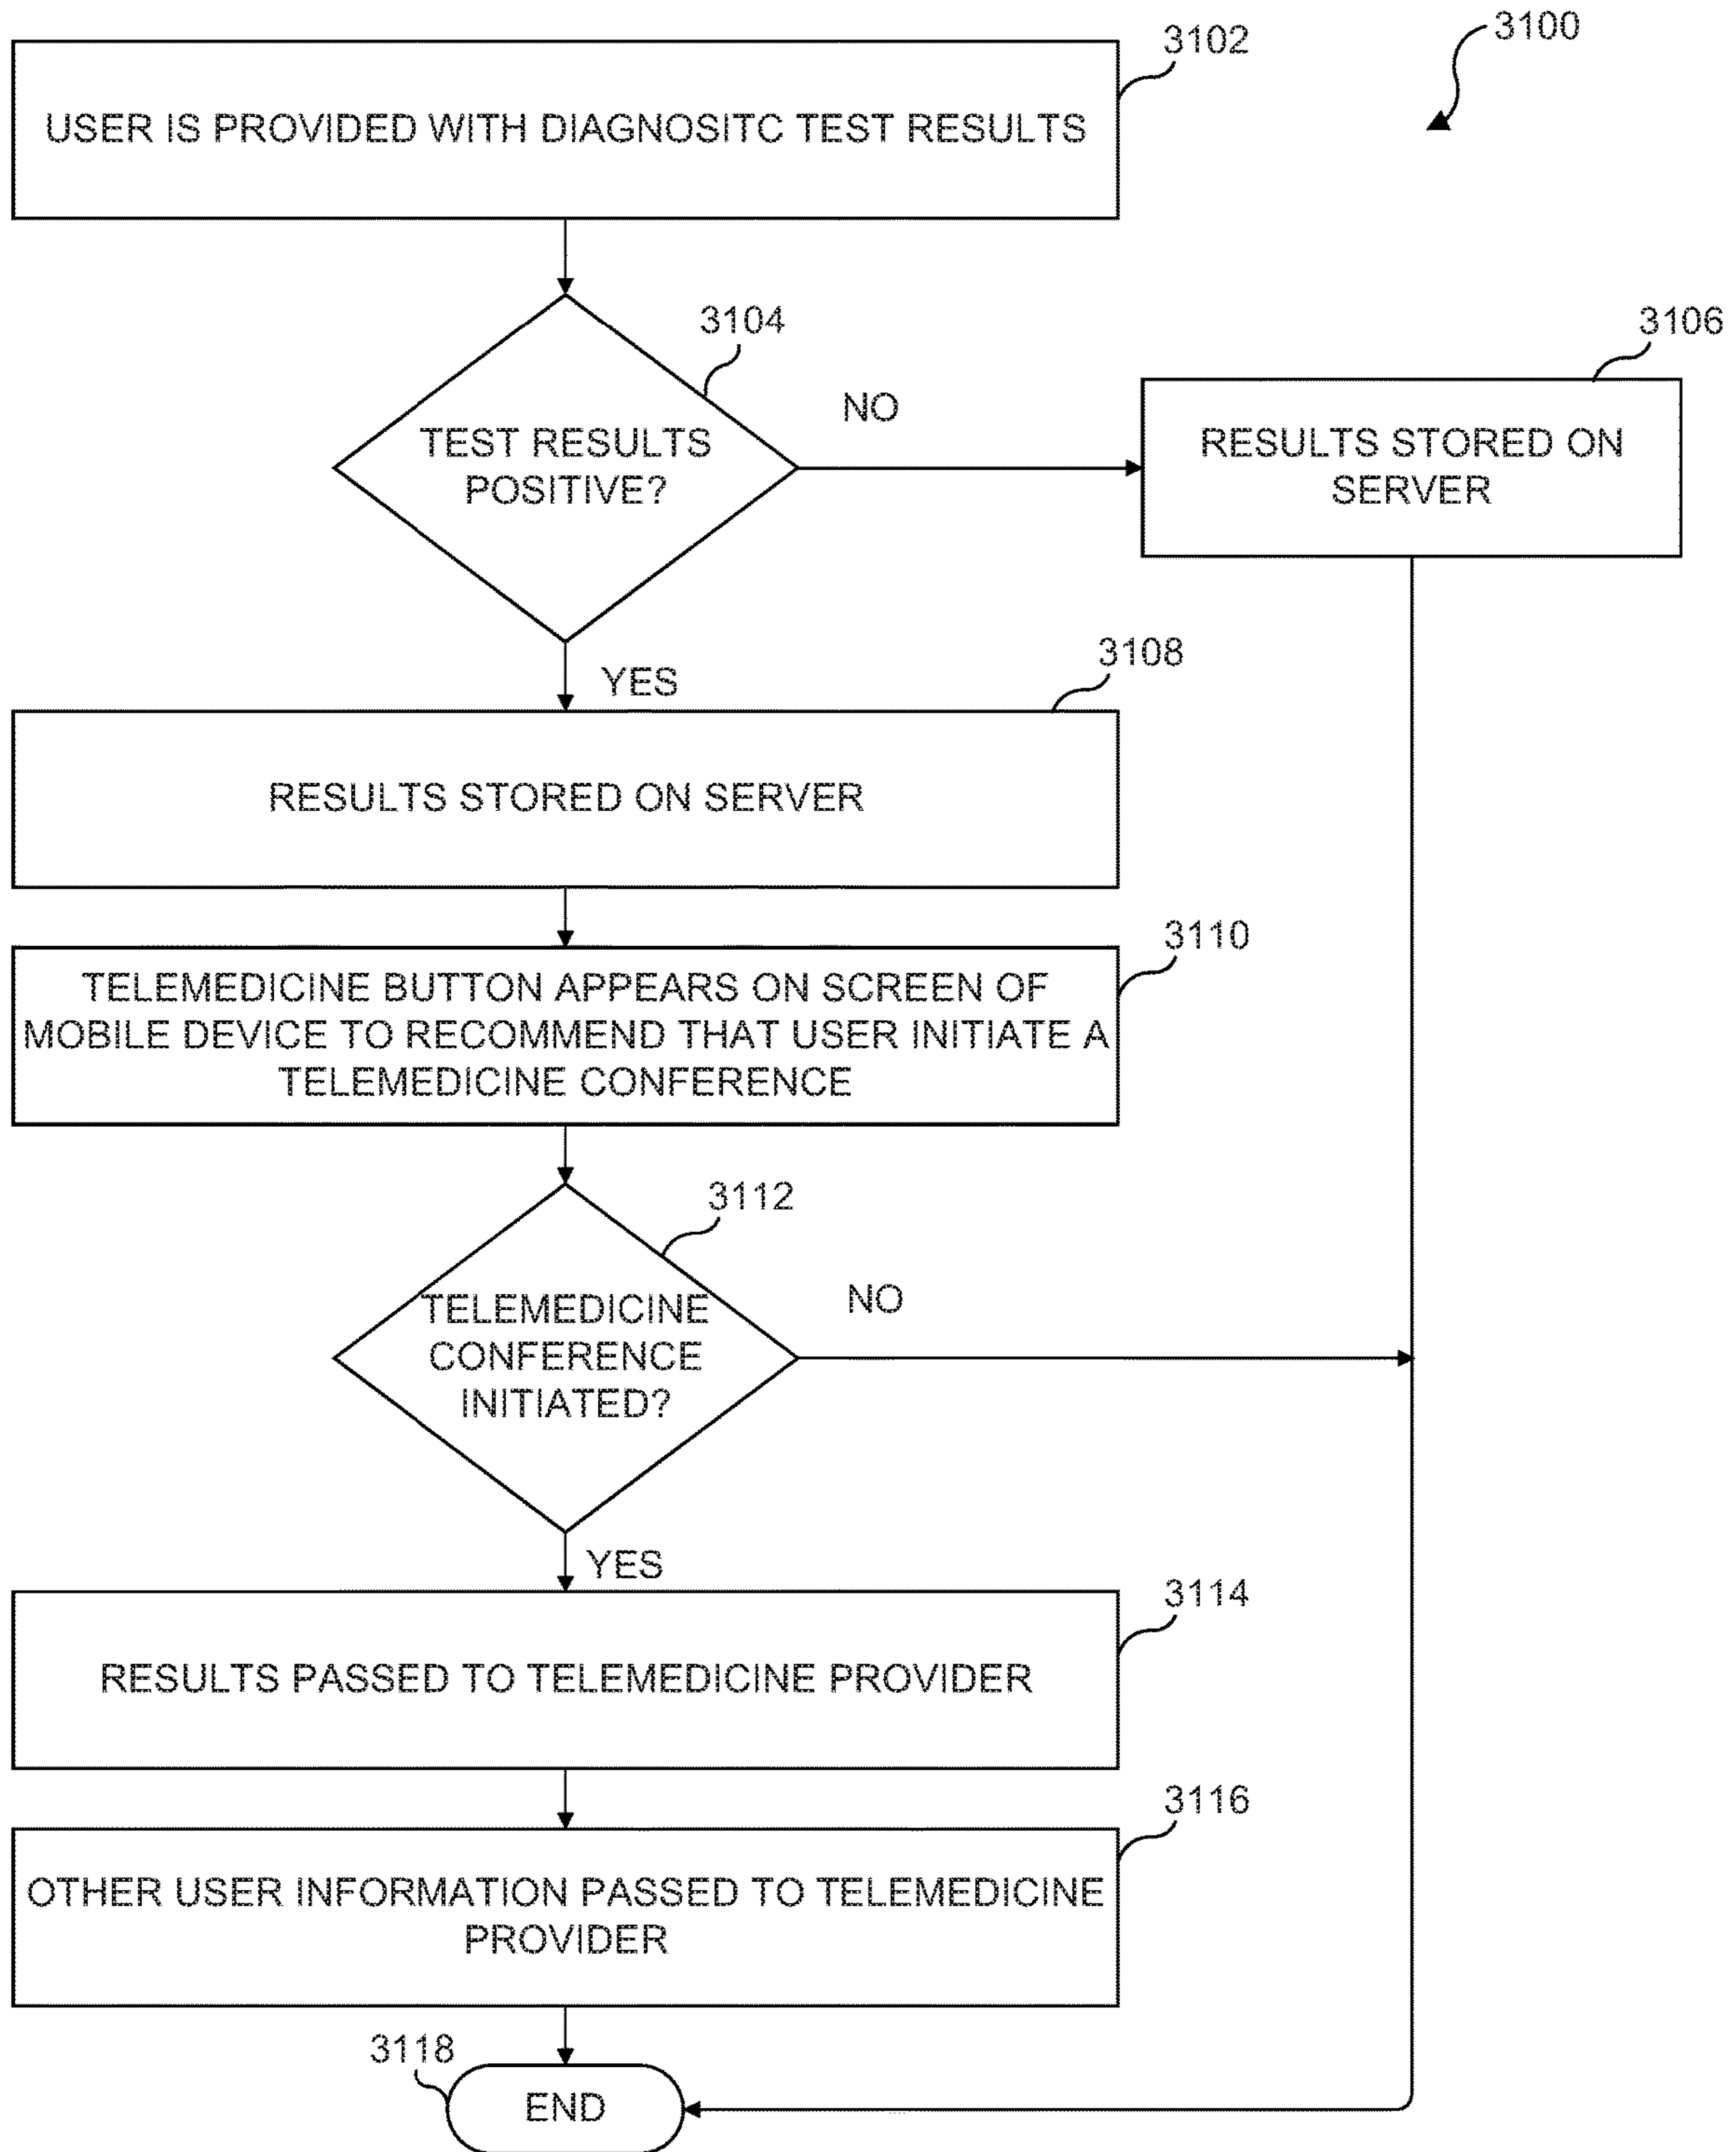 3100
3102
USER IS PROVIDED WITH DIAGNOSITC TEST RESULTS
3104
TEST RESULTS
POSITIVE?
NO
3106
RESULTS STORED ON
SERVER
YES
3108
RESULTS STORED ON SERVER
3110
TELEMEDICINE BUTTON APPEARS ON SCREEN OF
MOBILE DEVICE TO RECOMMEND THAT USER INITIATE A
TELEMEDICINE CONFERENCE
3112
TELEMEDICINE
CONFERENCE
INITIATED?
NO
YES
3114
RESULTS PASSED TO TELEMEDICINE PROVIDER
3116
OTHER USER INFORMATION PASSED TO TELEMEDICINE
PROVIDER
3118
END